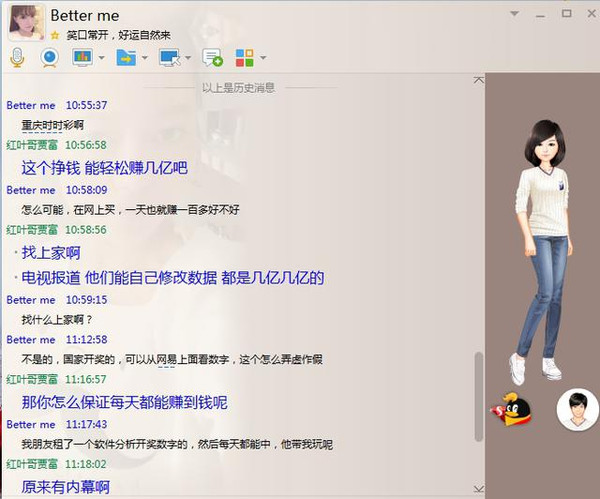 Better me
笑口常开，好运自然来
以上是历史消息
Better me 10:55:37
重庆时时彩啊
红叶哥贾富 10:56:58
这个挣钱 能轻松赚几亿吧
Better me 10:58:09
怎么可能，在网上买，一天也就赚一百多好不好
红叶哥贾富 10:58:56
找上家啊
电视报道 他们能自己修改数据 都是几亿几亿的
Better me 10:59:15
找什么上家啊？
Better me 11:12:58
不是的，国家开奖的，可以从网易上面看数字，这个怎么弄虚作假
红叶哥贾富 11:16:57
那你怎么保证每天都能赚到钱呢
Better me 11:17:43
我朋友租了一个软件分析开奖数字的，然后每天都能中，他带我玩呢
红叶哥贾富 11:18:02
原来有内幕啊